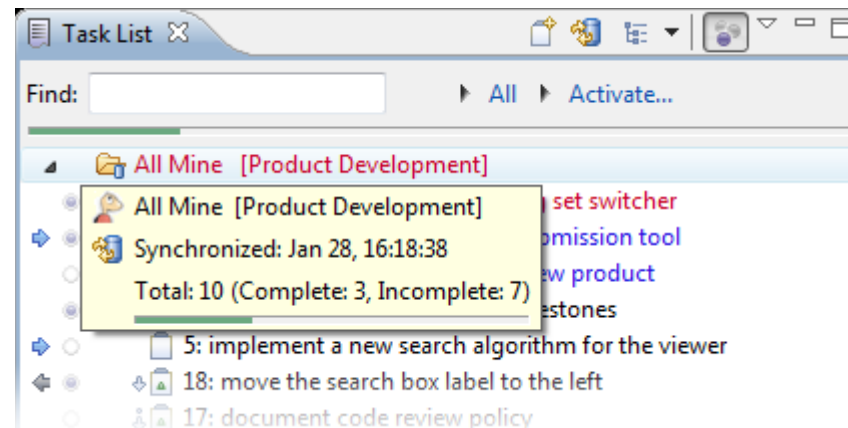 Task List
Find:
All Activate...
All Mine [Product Development]
set switcher
All Mine [Product Development]
tool
Synchronized: Jan 28, 16:18:38
product
Total: 10 (Complete: 3, Incomplete: 7)
5: implement a new search algorithm for the viewer
18: move the search box label to the left
17: document code review policy